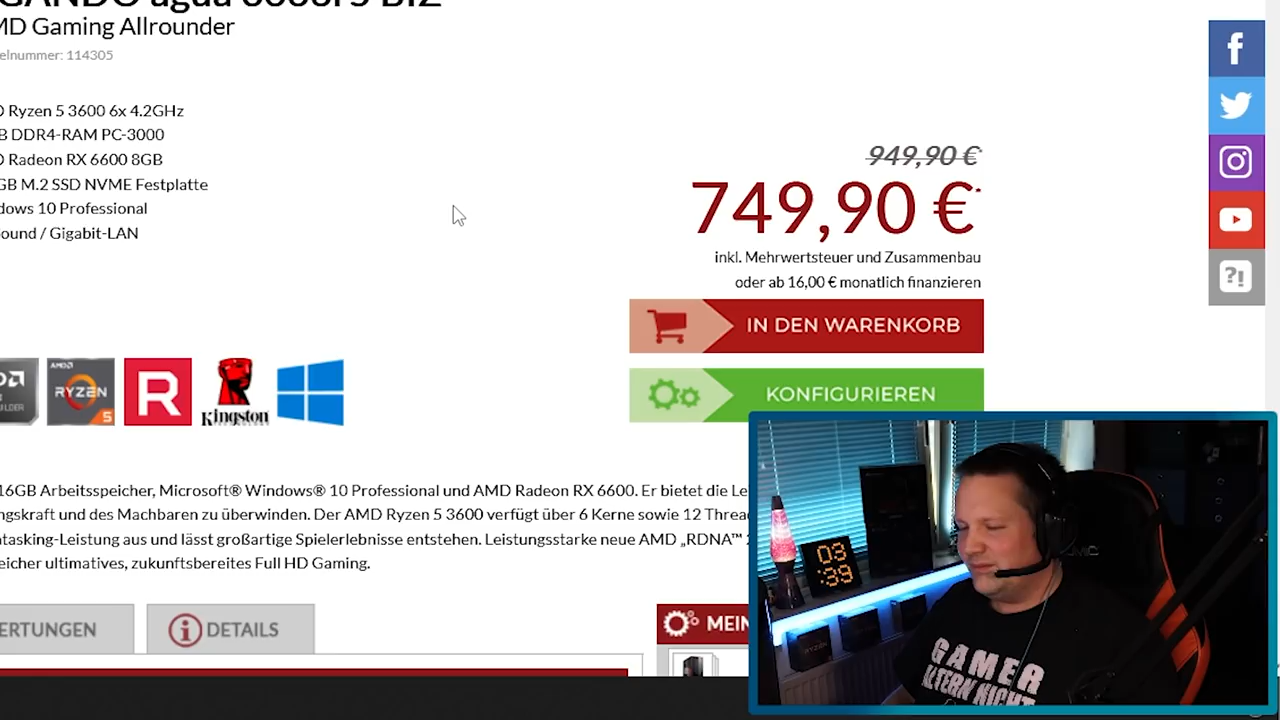 MD Gaming Allrounder
elnummer: 114305
D Ryzen 5 3600 6x 4.2GHz
B DDR4-RAM PC-3000
D Radeon RX 6600 8GB
GB M.2 SSD NVME Festplatte
dows 10 Professional
ound / Gigabit-LAN
949,90 €*
749,90 €*
inkl. Mehrwertsteuer und Zusammenbau
oder ab 16,00 € monatlich finanzieren
IN DEN WARENKORB
KONFIGURIEREN
AMD
RYZEN
5
R
Kingston
TECHNOLOGY
16GB Arbeitsspeicher, Microsoft® Windows® 10 Professional und AMD Radeon RX 6600. Er bietet die Le
ngskraft und des Machbaren zu überwinden. Der AMD Ryzen 5 3600 verfügt über 6 Kerne sowie 12 Threa
tasking-Leistung aus und lässt großartige Spielerlebnisse entstehen. Leistungsstarke neue AMD „RDNA™
eicher ultimatives, zukunftsbereites Full HD Gaming.
ERTUNGEN
DETAILS
MEIN
03
:39
RYZEN
GAMER
ALTERN NICHT